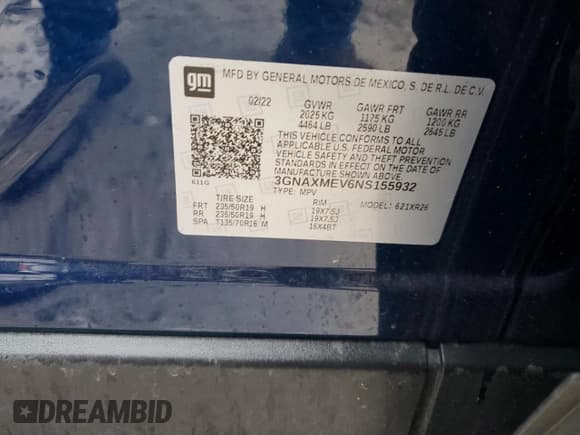 gm
MFD BY GENERAL MOTORS DE MEXICO, S. DE R.L. DE C.V.
02/22 GVWR GAWR FRT GAWR RR
2025 KG 1175 KG 1200 KG
4464 LB 2590 LB 2645 LB
THIS VEHICLE CONFORMS TO ALL
APPLICABLE U.S. FEDERAL MOTOR
VEHICLE SAFETY AND THEFT PREVENTION
STANDARDS IN EFFECT ON THE DATE OF
MANUFACTURE SHOWN ABOVE.
611G
3GNAXMEV6NS155932
TYPE: MPV MODEL: 621XR26
TIRE SIZE RIM
FRT 235/50R19 H 19X7.5J
RR 235/50R19 H 19X7.5J
SPA T135/70R16 M 16X4BT
DREAMBID